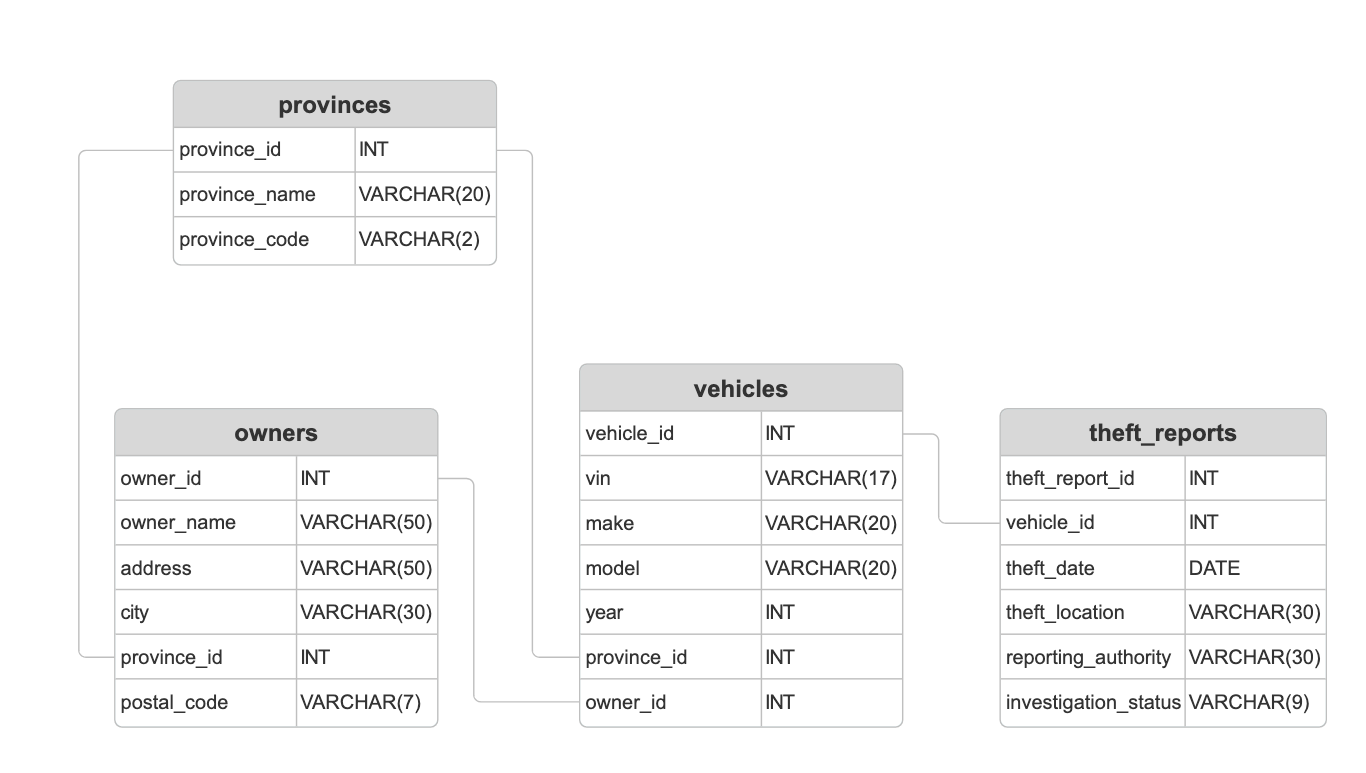 provinces
province_id INT
province_name VARCHAR(20)
province_code VARCHAR(2)
owners
owner_id INT
owner_name VARCHAR(50)
address VARCHAR(50)
city VARCHAR(30)
province_id INT
postal_code VARCHAR(7)
vehicles
vehicle_id INT
vin VARCHAR(17)
make VARCHAR(20)
model VARCHAR(20)
year INT
province_id INT
owner_id INT
theft_reports
theft_report_id INT
vehicle_id INT
theft_date DATE
theft_location VARCHAR(30)
reporting_authority VARCHAR(30)
investigation_status VARCHAR(9)